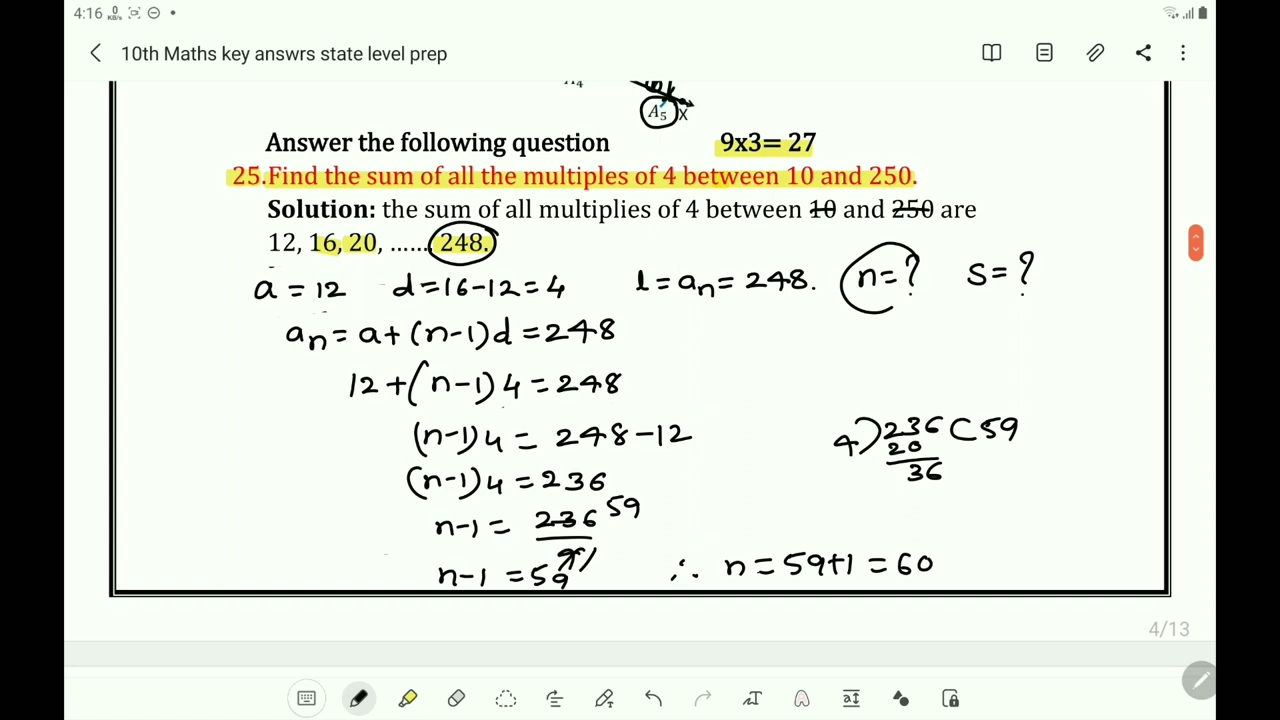 4:16 0 KB/s
10th Maths key answrs state level prep
A4
A5 X
Answer the following question 9x3= 27
25.Find the sum of all the multiples of 4 between 10 and 250.
Solution: the sum of all multiplies of 4 between 10 and 250 are
12, 16, 20, ...... 248.
a = 12 d=16-12=4 l = an = 248. n=? S=?
an = a+(n-1)d=248
12+(n-1)4=248
(n-1)4 = 248-12
4)236(59
20
36
(n-1)4=236
n-1 = 236 59
n-1 = 59 ∴ n=59+1=60
4/13